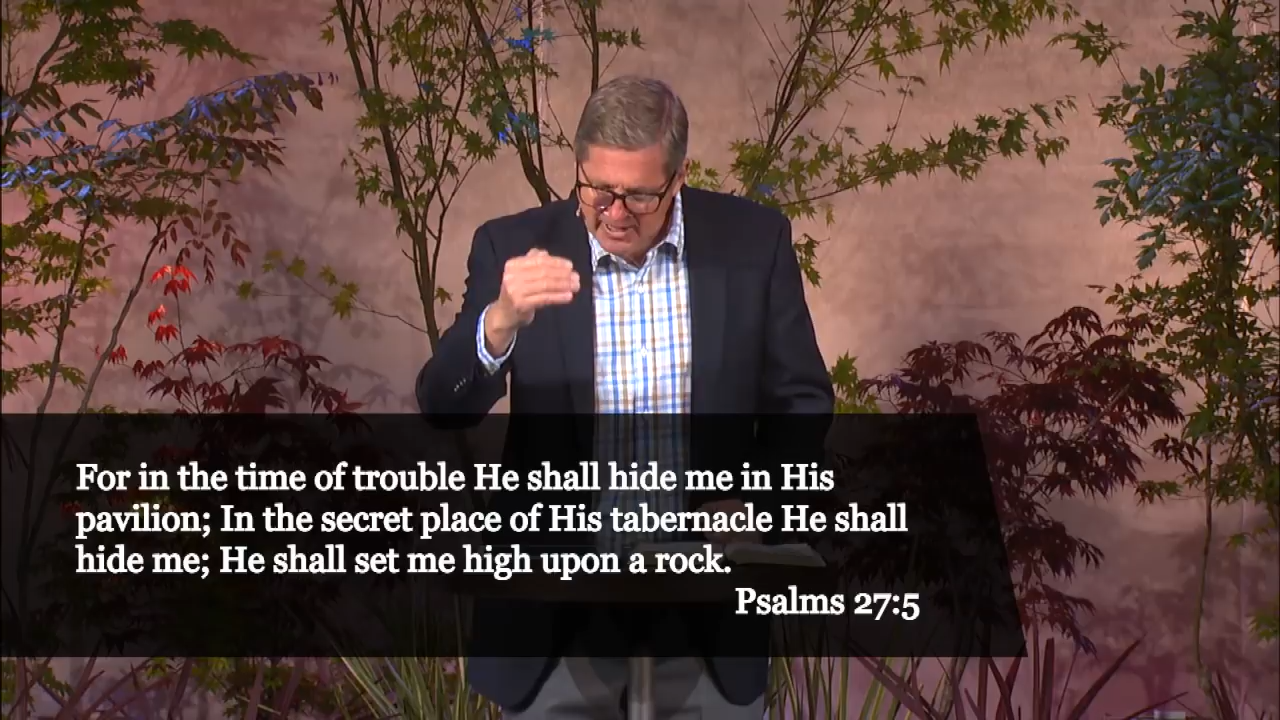 For in the time of trouble He shall hide me in His
pavilion; In the secret place of His tabernacle He shall
hide me; He shall set me high upon a rock.
Psalms 27:5